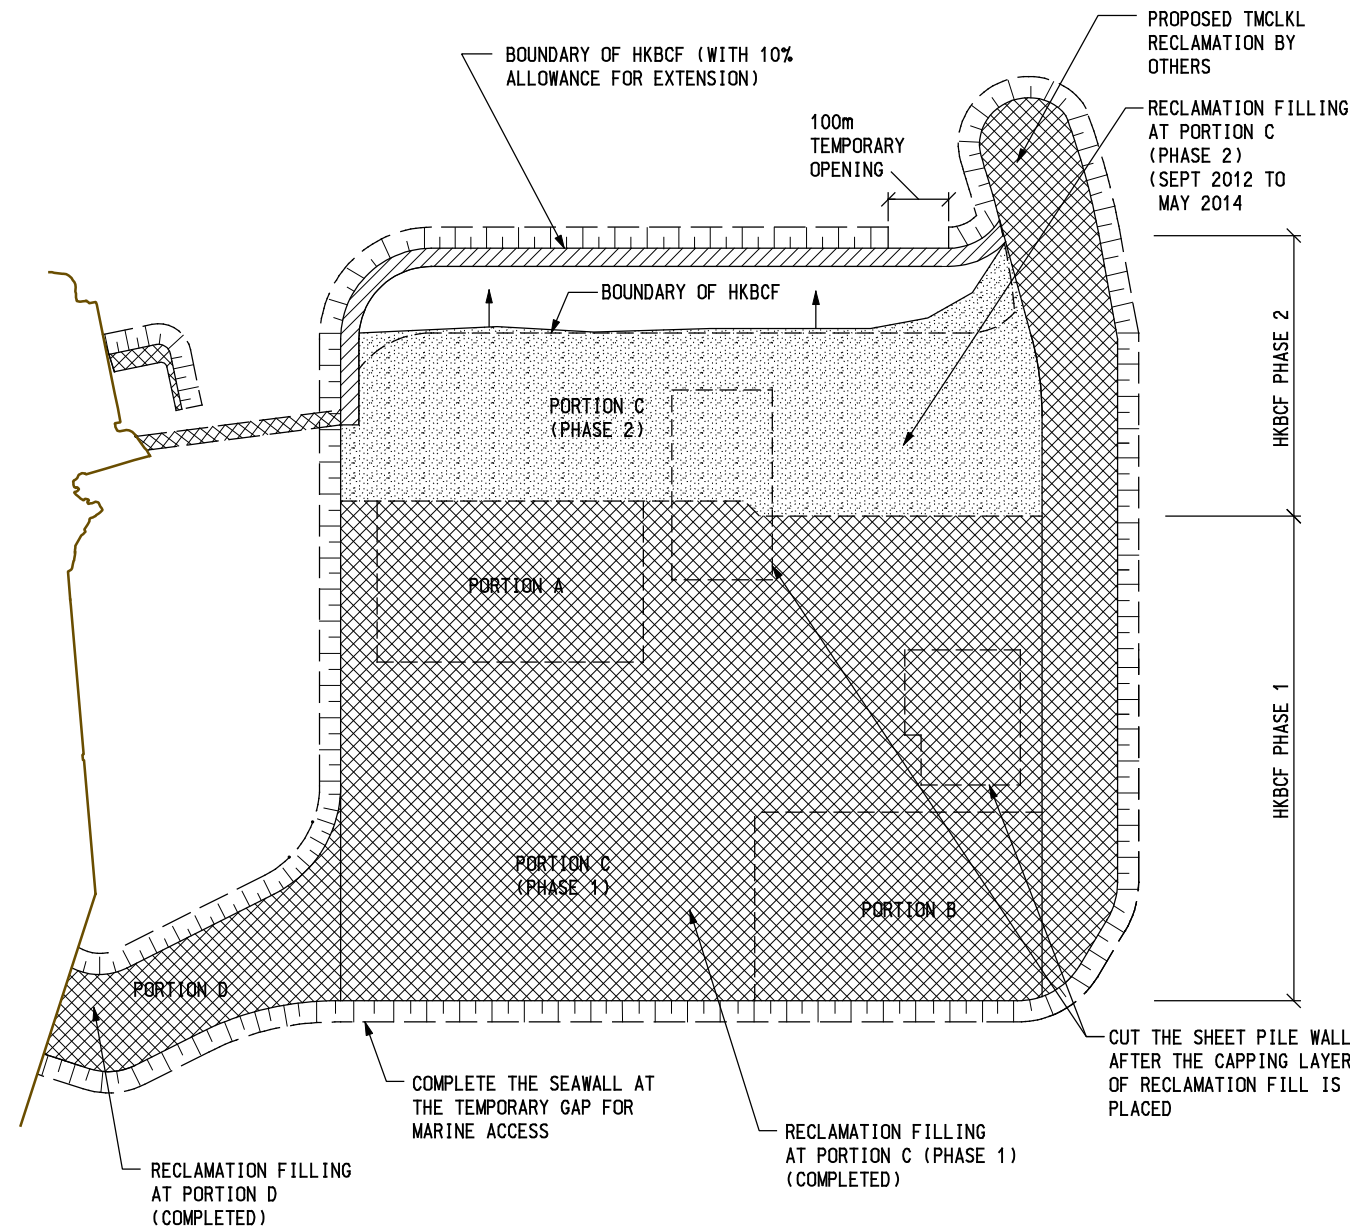 PROPOSED TMCLKL
RECLAMATION BY
OTHERS
BOUNDARY OF HKBCF (WITH 10%
ALLOWANCE FOR EXTENSION)
RECLAMATION FILLING
AT PORTION C
(PHASE 2)
(SEPT 2012 TO
MAY 2014
100m
TEMPORARY
OPENING
BOUNDARY OF HKBCF
HKBCF PHASE 2
PORTION C
(PHASE 2)
PORTION A
HKBCF PHASE 1
PORTION C
(PHASE 1)
PORTION B
PORTION D
CUT THE SHEET PILE WALL
AFTER THE CAPPING LAYER
OF RECLAMATION FILL IS
PLACED
COMPLETE THE SEAWALL AT
THE TEMPORARY GAP FOR
MARINE ACCESS
RECLAMATION FILLING
AT PORTION C (PHASE 1)
(COMPLETED)
RECLAMATION FILLING
AT PORTION D
(COMPLETED)